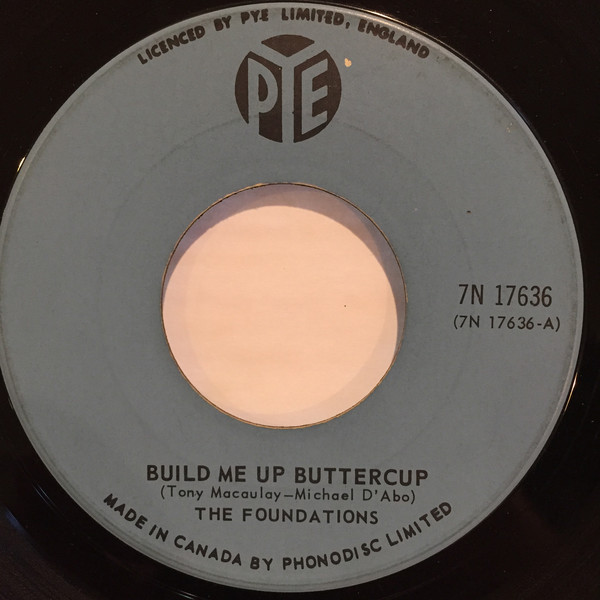 LICENCED BY PYE LIMITED, ENGLAND
PYE
7N 17636
(7N 17636-A)
BUILD ME UP BUTTERCUP
(Tony Macaulay—Michael D'Abo)
THE FOUNDATIONS
MADE IN CANADA BY PHONODISC LIMITED